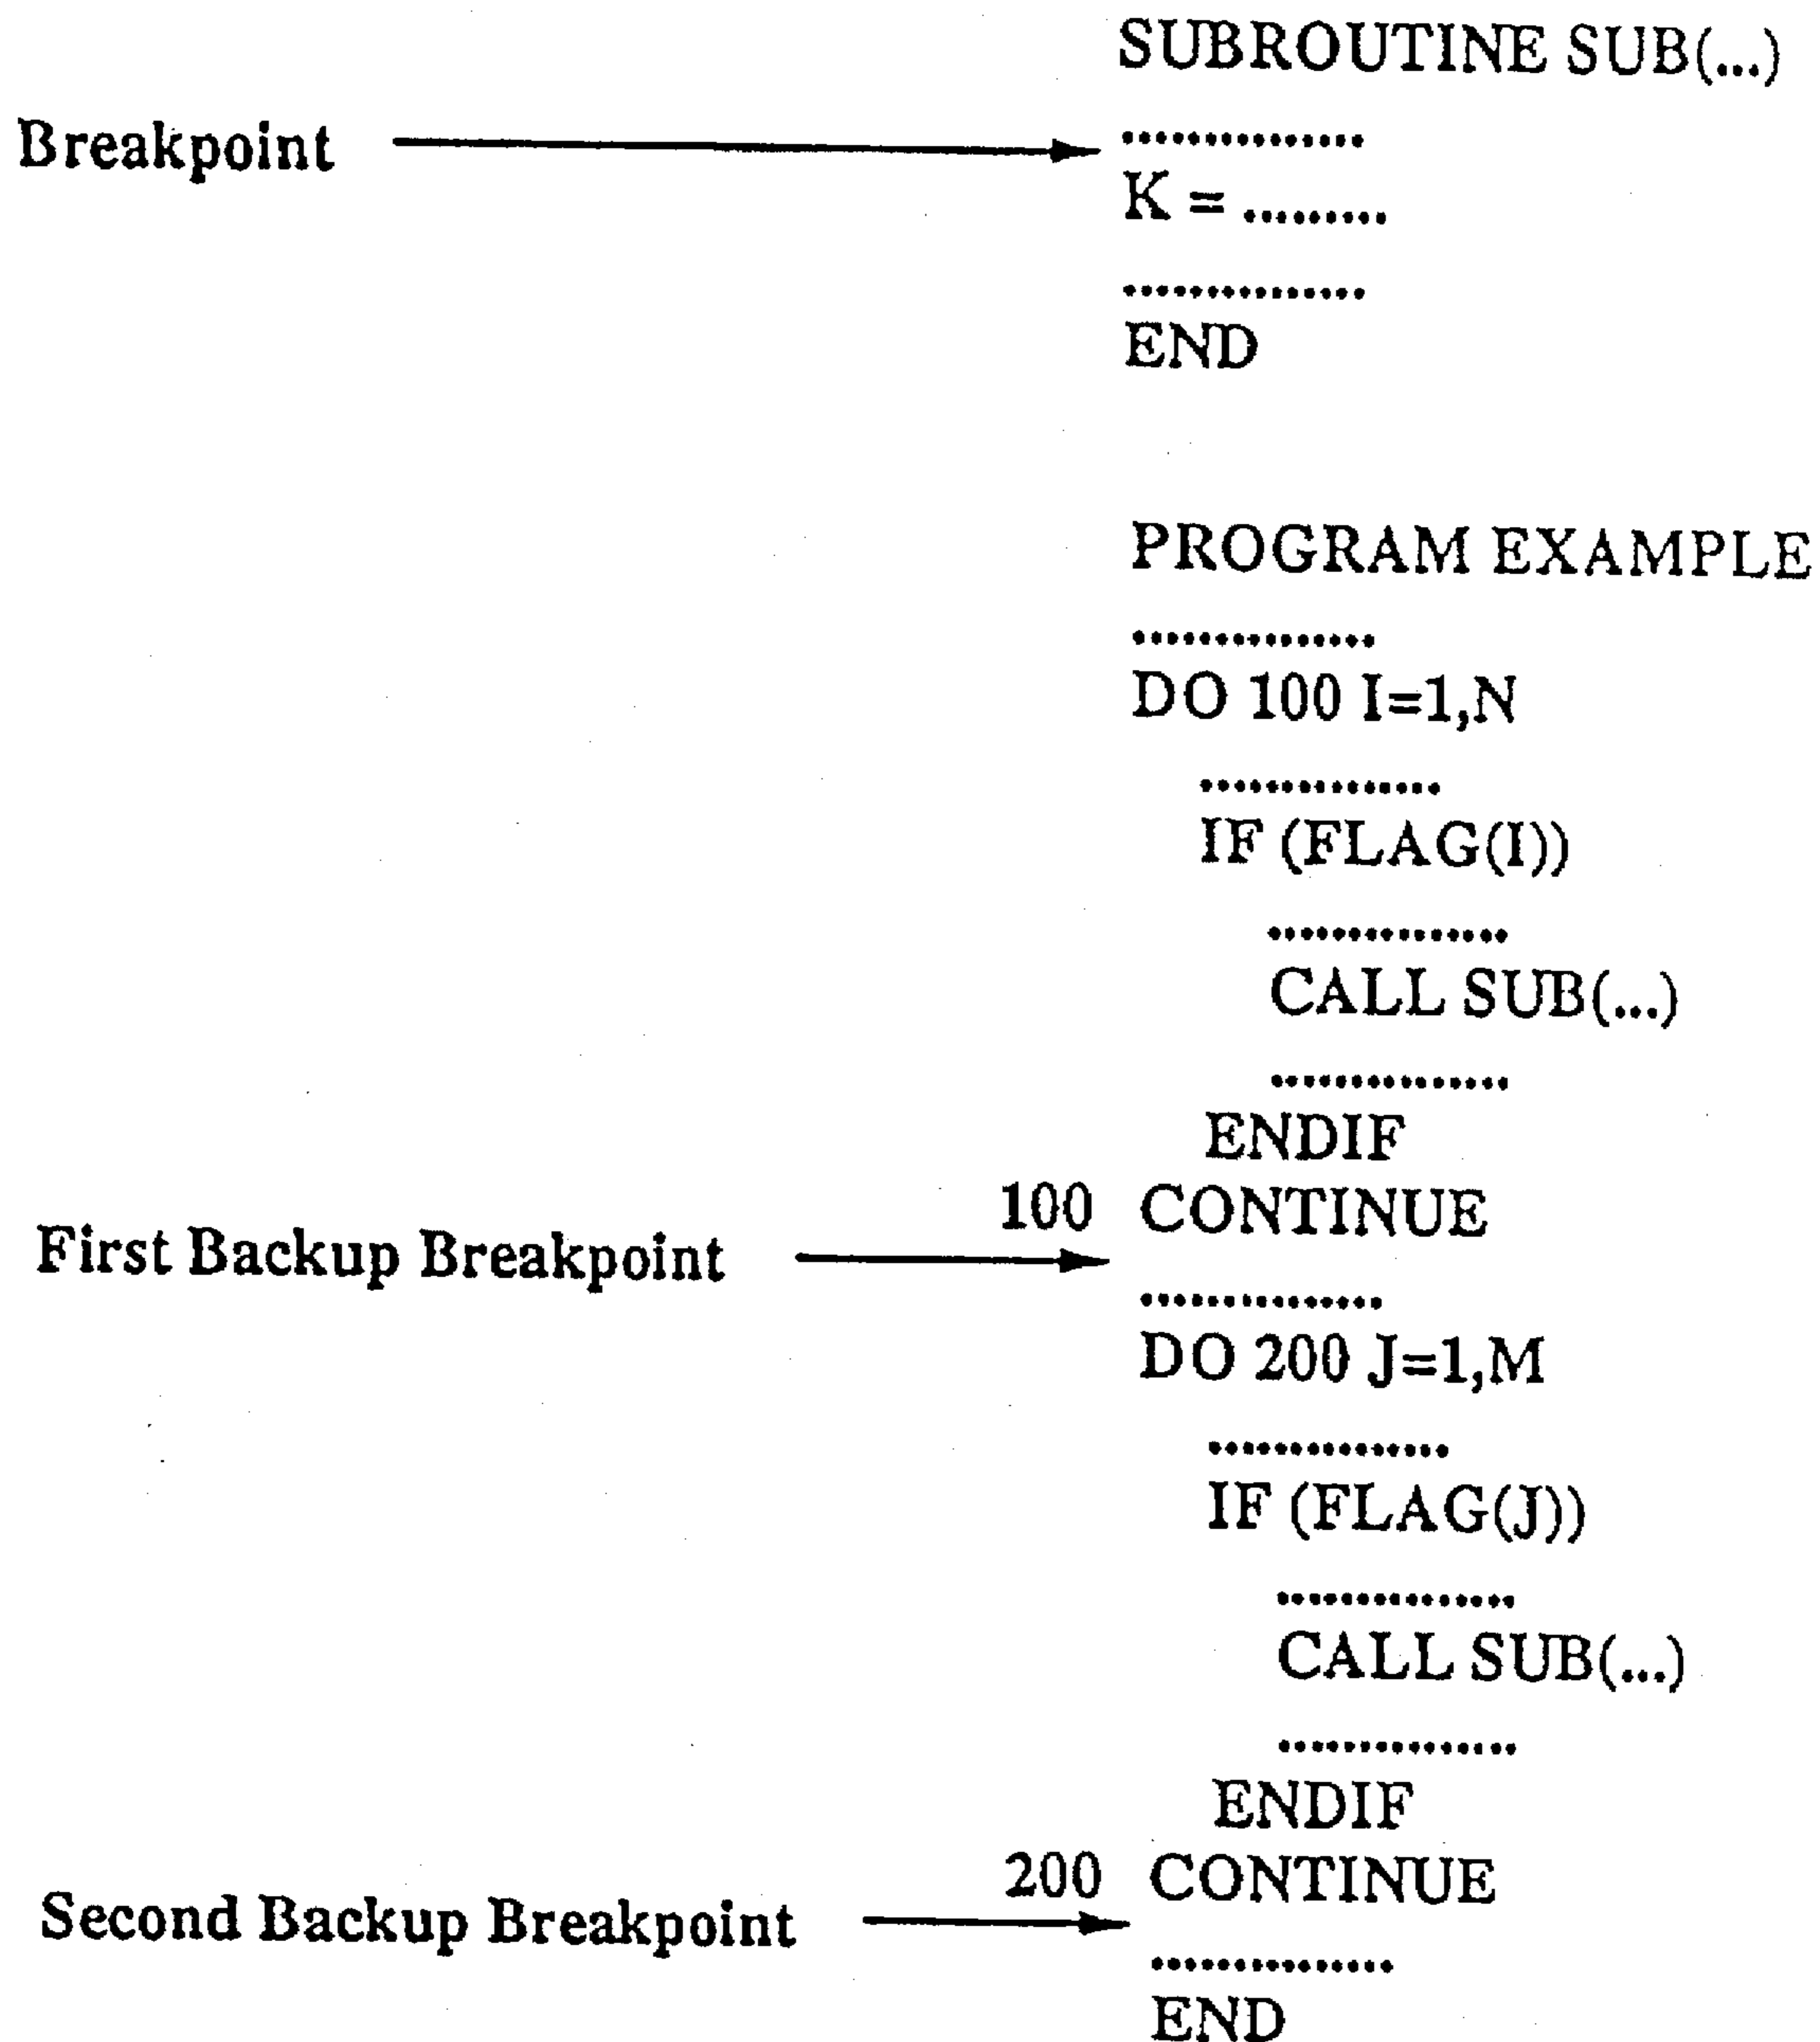 SUBROUTINE SUB(...)
Breakpoint
...............
K = .........
...............
END
PROGRAM EXAMPLE
...............
DO 100 I=1,N
...............
IF (FLAG(I))
...............
CALL SUB(...)
...............
ENDIF
100 CONTINUE
First Backup Breakpoint
...............
DO 200 J=1,M
...............
IF (FLAG(J))
...............
CALL SUB(...)
...............
ENDIF
200 CONTINUE
Second Backup Breakpoint
...............
END